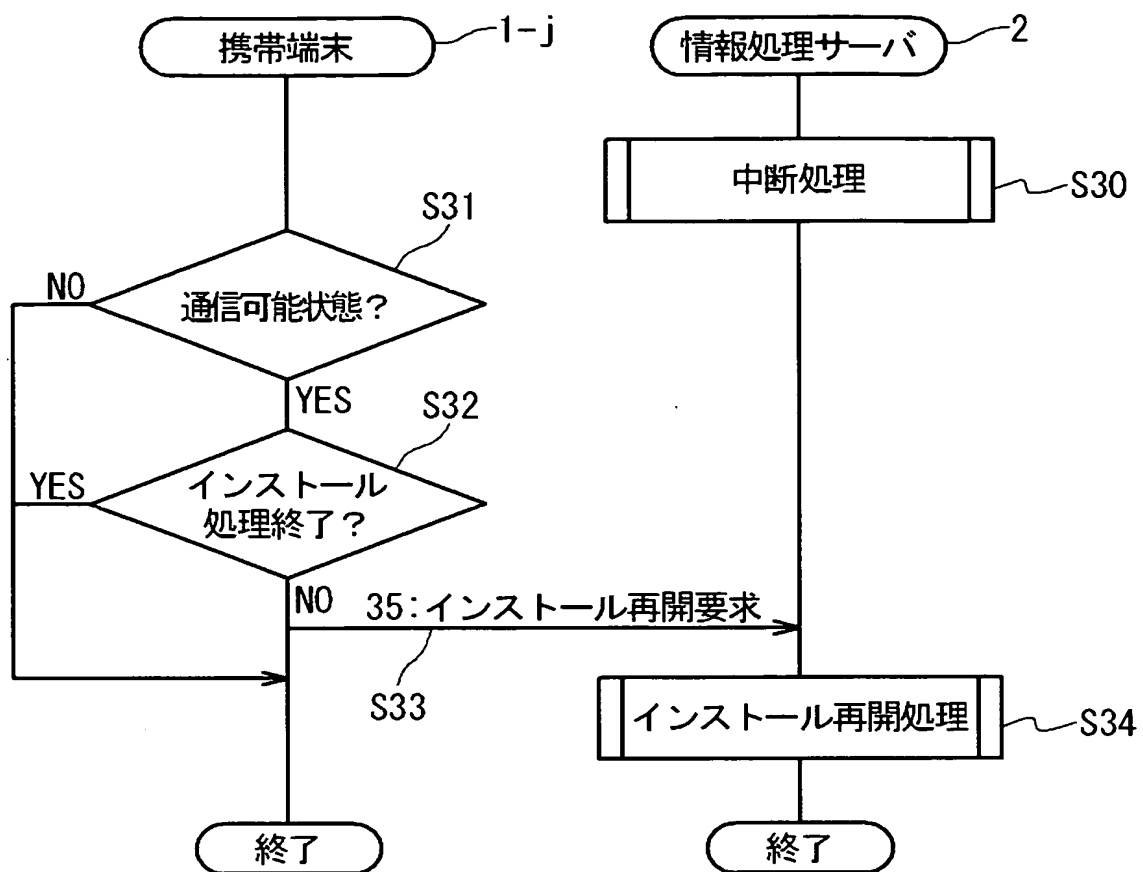 携帯端末
1-j
情報処理サーバ
2
中断処理
S30
S31
NO
通信可能状態?
YES
S32
YES
インストール
処理終了?
NO
35:インストール再開要求
S33
インストール再開処理
S34
終了
終了